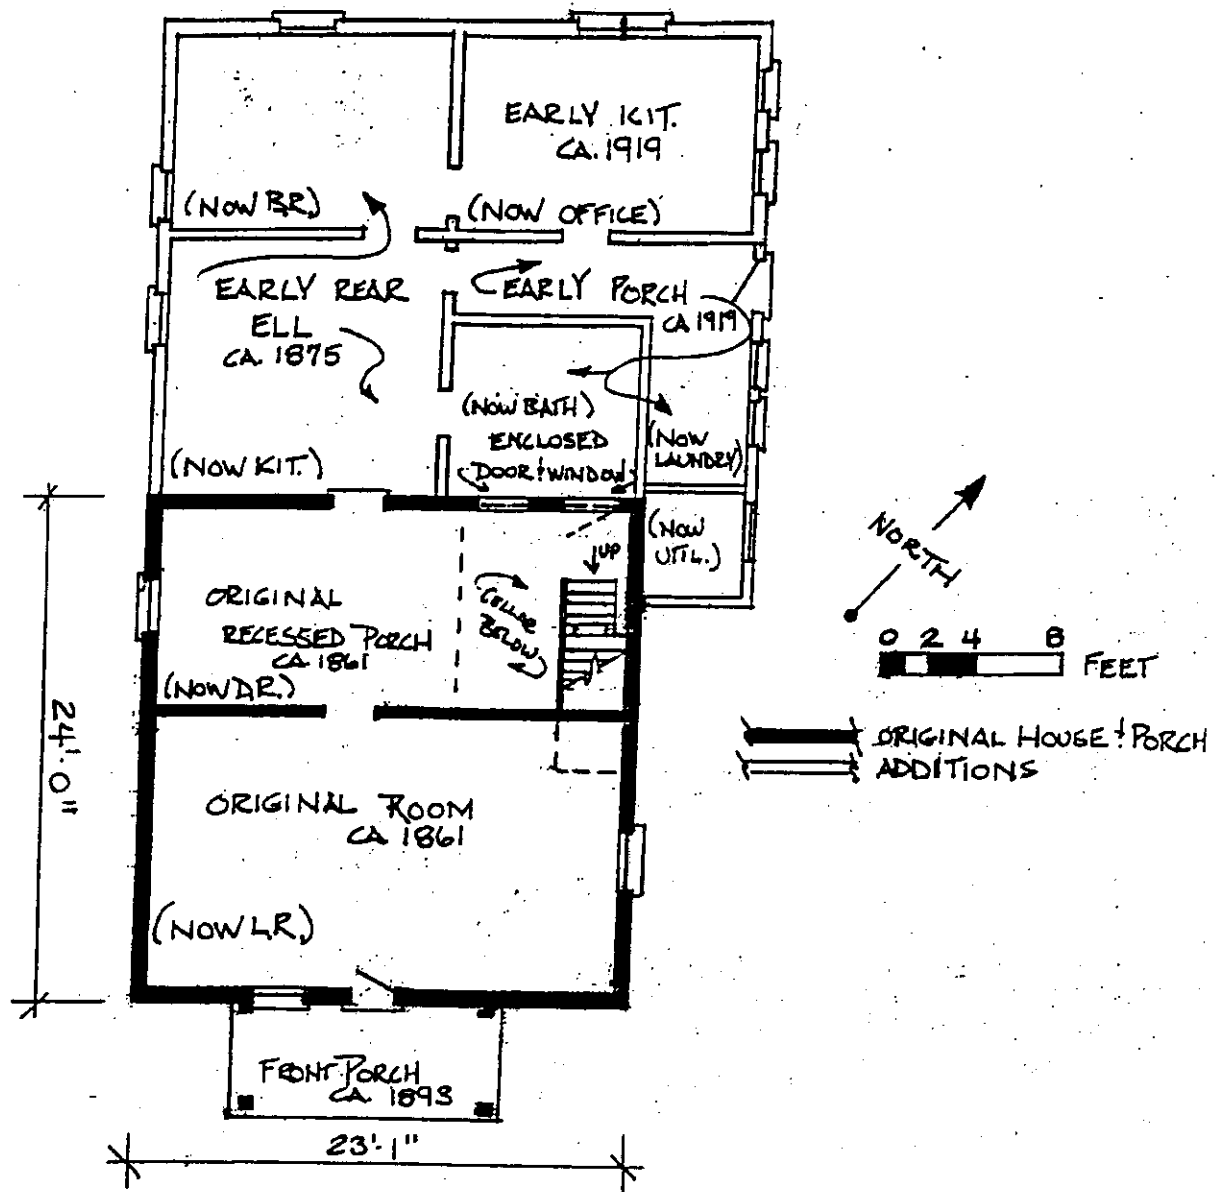 EARLY KIT.
CA. 1919
(NOW B.R.)
(NOW OFFICE)
EARLY REAR
ELL
CA. 1875
EARLY PORCH
CA 1919
(NOW BATH)
ENCLOSED
DOOR & WINDOW
(NOW
LAUNDRY)
(NOW KIT.)
(NOW
UTIL.)
UP
CELLAR
BELOW
ORIGINAL
RECESSED PORCH
CA 1861
(NOW D.R.)
NORTH
0 2 4 8
FEET
ORIGINAL HOUSE & PORCH
ADDITIONS
24'-0"
ORIGINAL ROOM
CA 1861
(NOW L.R.)
FRONT PORCH
CA. 1893
23'-1"